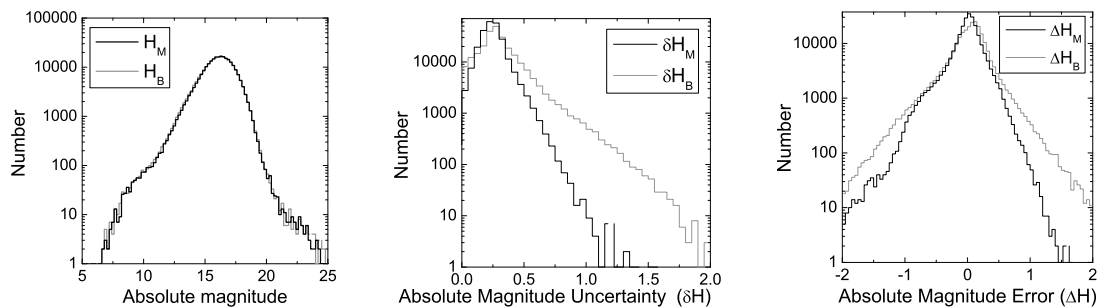 100000
10000
1000
100
10
1
Number
H_M
H_B
5 10 15 20 25
Absolute magnitude
10000
1000
100
10
1
Number
δH_M
δH_B
0.0 0.5 1.0 1.5 2.0
Absolute Magnitude Uncertainty (δH)
10000
1000
100
10
1
Number
ΔH_M
ΔH_B
-2 -1 0 1 2
Absolute Magnitude Error (ΔH)